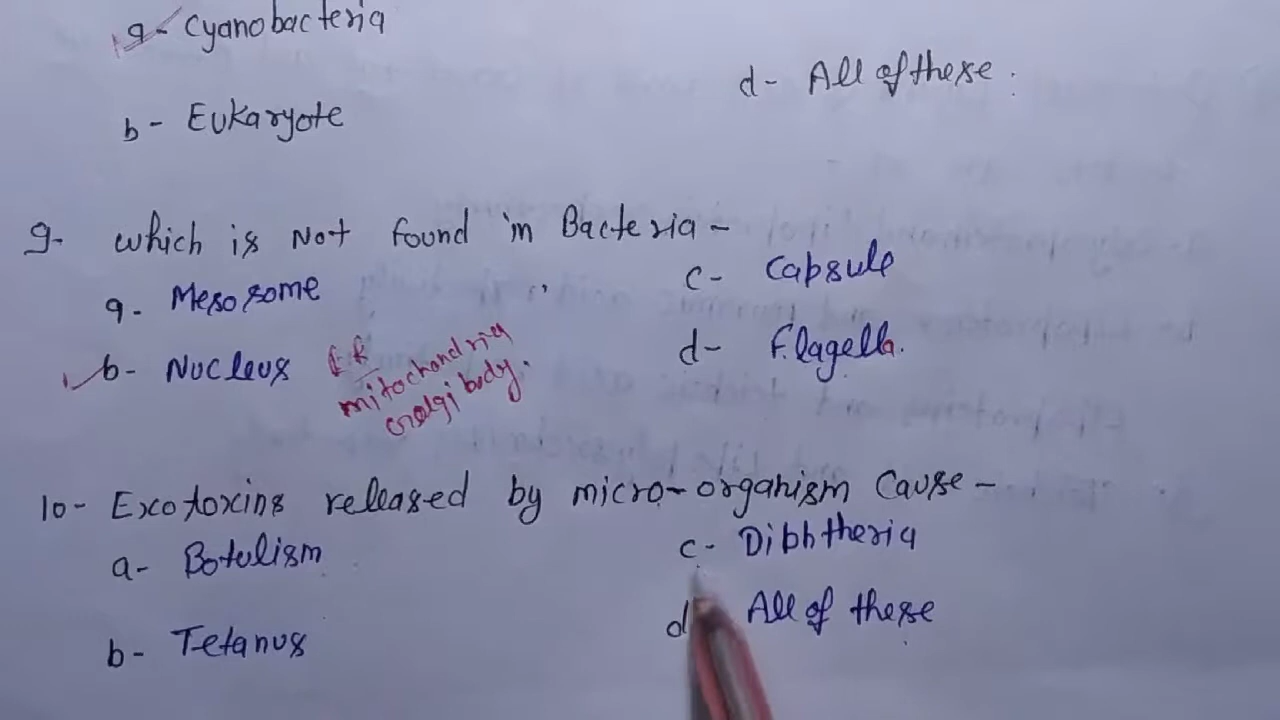 a- Cyanobacteria
d- All of these.
b- Eukaryote
9- which is Not found in Bacteria-
a- Mesosome
c- Capsule
b- Nucleus
ER
mitochondria
Golgi body.
d- Flagella.
10- Exotoxins released by micro-organism Cause-
a- Botulism
c- Diphtheria
b- Tetanus
d All of these